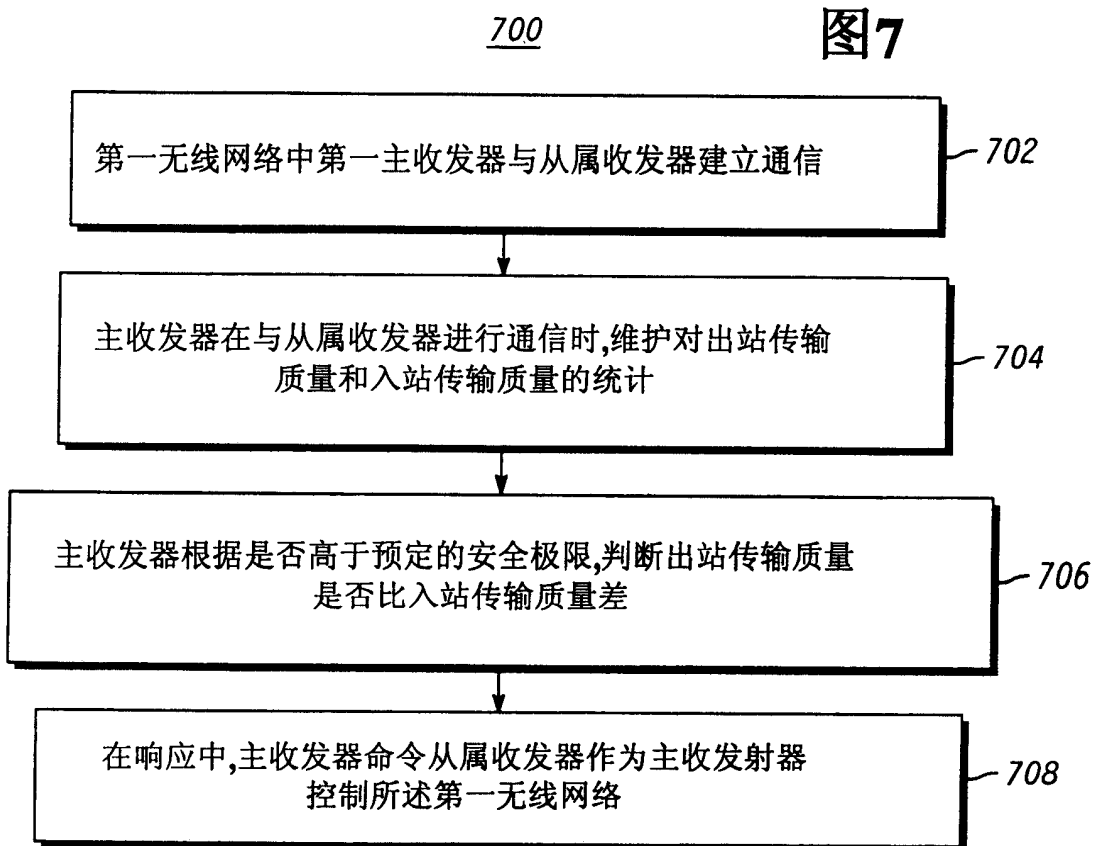 700
图7
第一无线网络中第一主收发器与从属收发器建立通信
702
主收发器在与从属收发器进行通信时,维护对出站传输
质量和入站传输质量的统计
704
主收发器根据是否高于预定的安全极限,判断出站传输质量
是否比入站传输质量差
706
在响应中,主收发器命令从属收发器作为主收发射器
控制所述第一无线网络
708